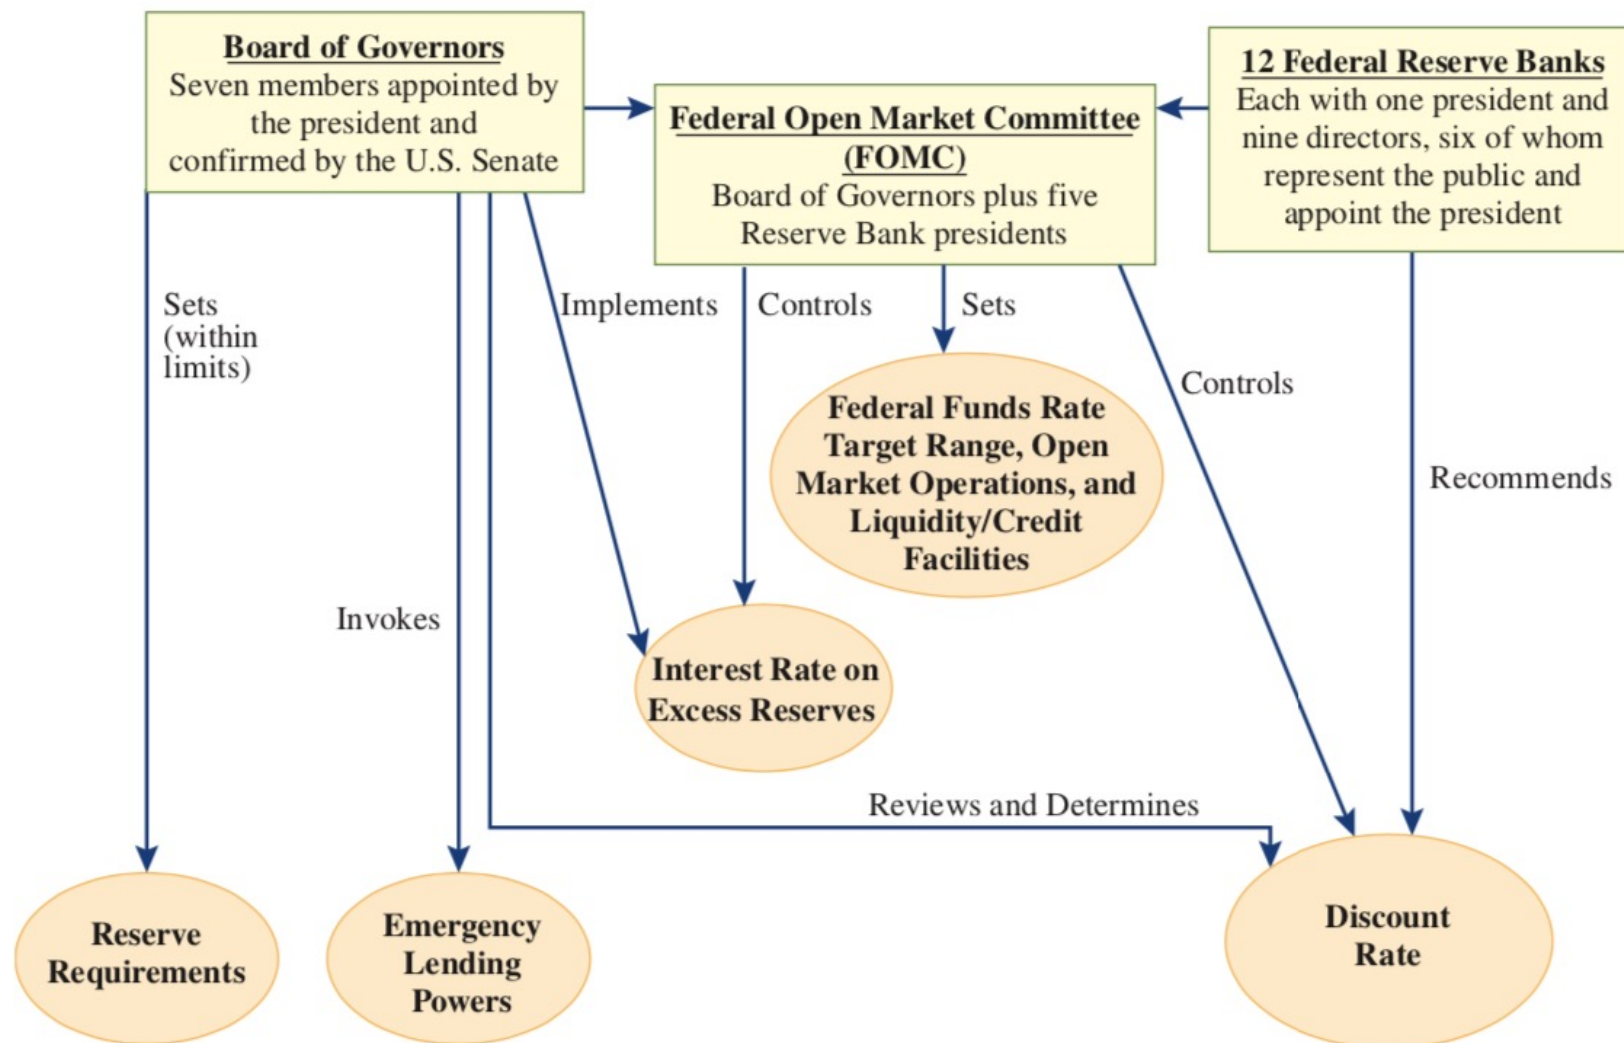 Board of Governors
Seven members appointed by
the president and
confirmed by the U.S. Senate
Federal Open Market Committee
(FOMC)
Board of Governors plus five
Reserve Bank presidents
12 Federal Reserve Banks
Each with one president and
nine directors, six of whom
represent the public and
appoint the president
Sets
(within
limits)
Implements
Controls
Sets
Controls
Federal Funds Rate
Target Range, Open
Market Operations, and
Liquidity/Credit
Facilities
Recommends
Invokes
Interest Rate on
Excess Reserves
Reviews and Determines
Reserve
Requirements
Emergency
Lending
Powers
Discount
Rate